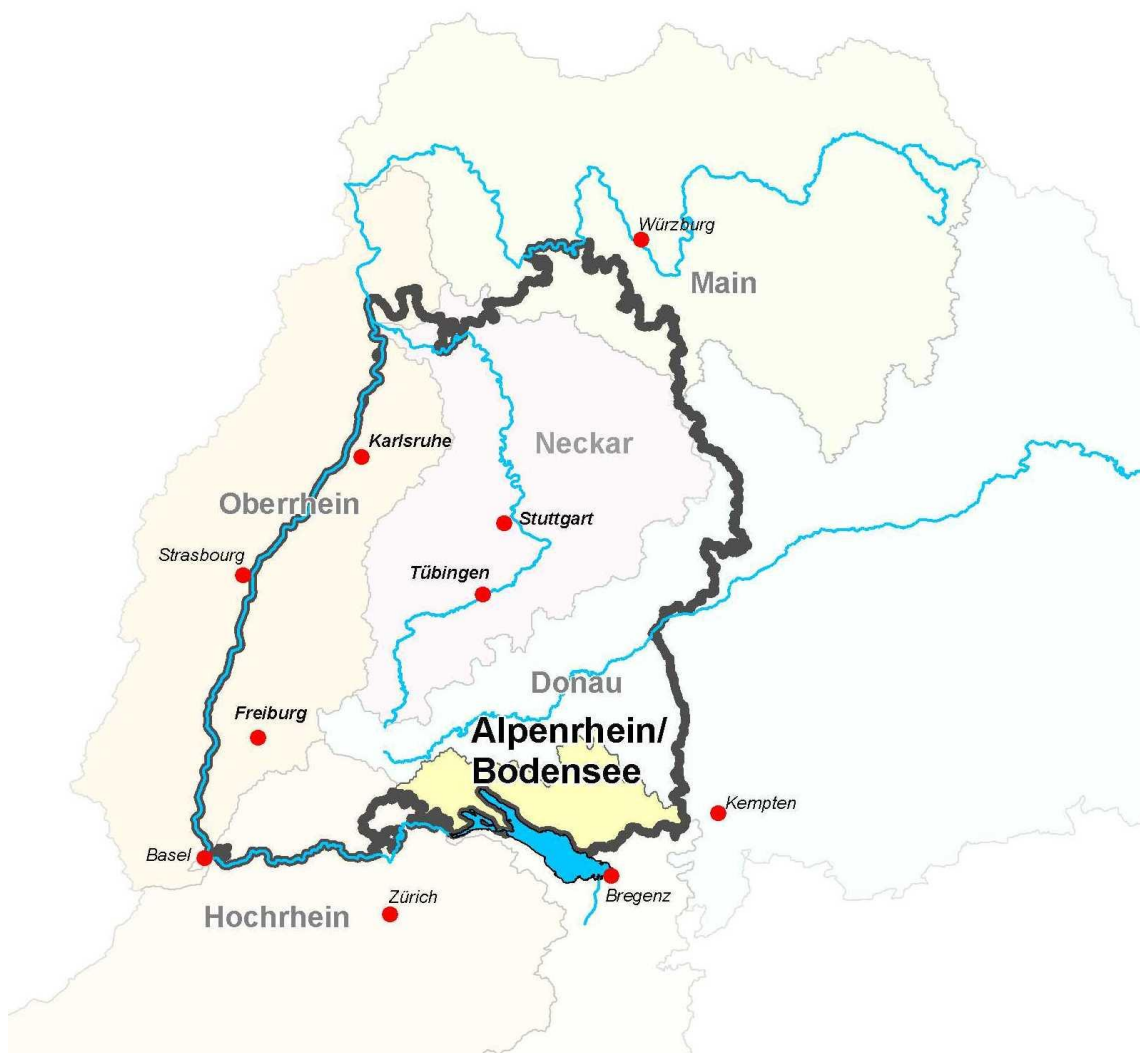 Würzburg
Main
Karlsruhe
Neckar
Oberrhein
Stuttgart
Strasbourg
Tübingen
Donau
Freiburg
Alpenrhein/
Bodensee
Kempten
Basel
Zürich
Bregenz
Hochrhein